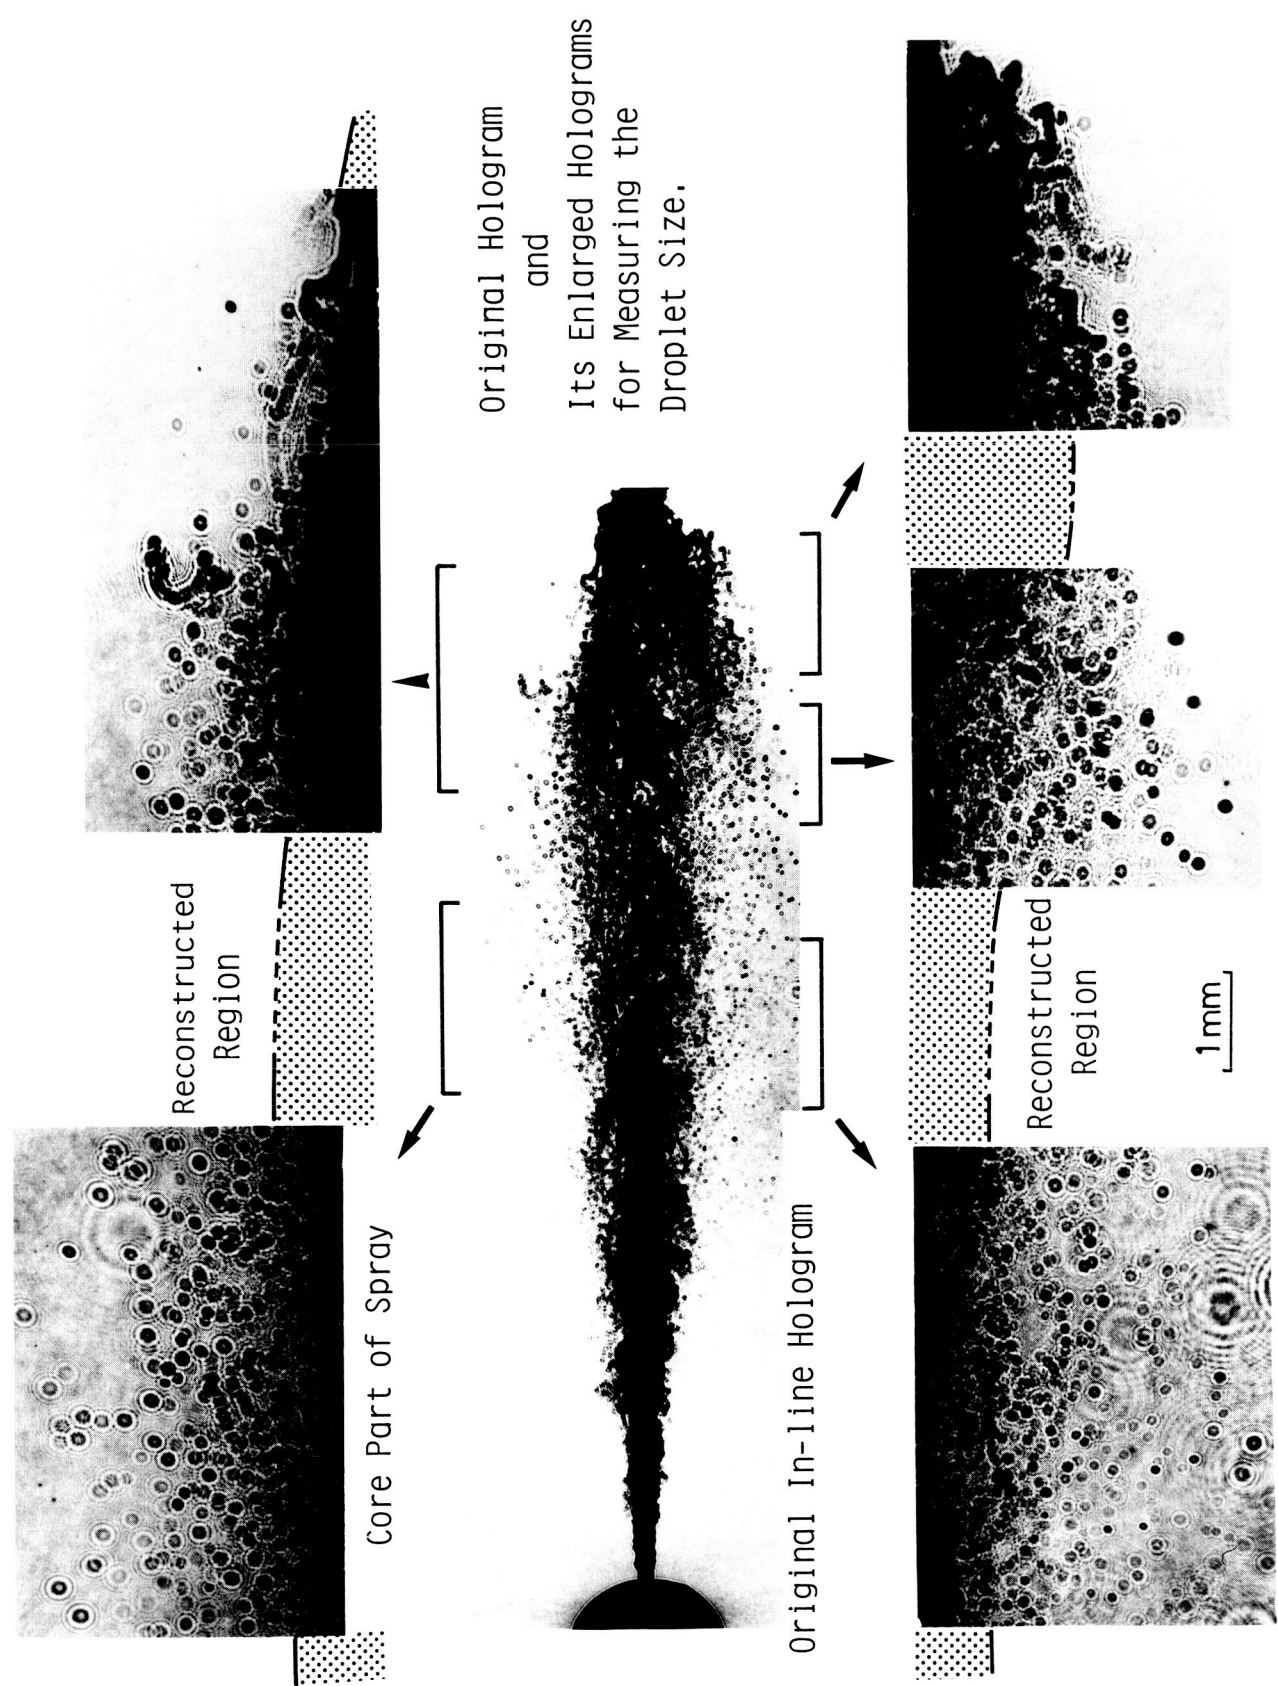 Original Hologram
and
Its Enlarged Holograms
for Measuring the
Droplet Size.
Reconstructed
Region
Core Part of Spray
Original In-line Hologram
Reconstructed
Region
1mm